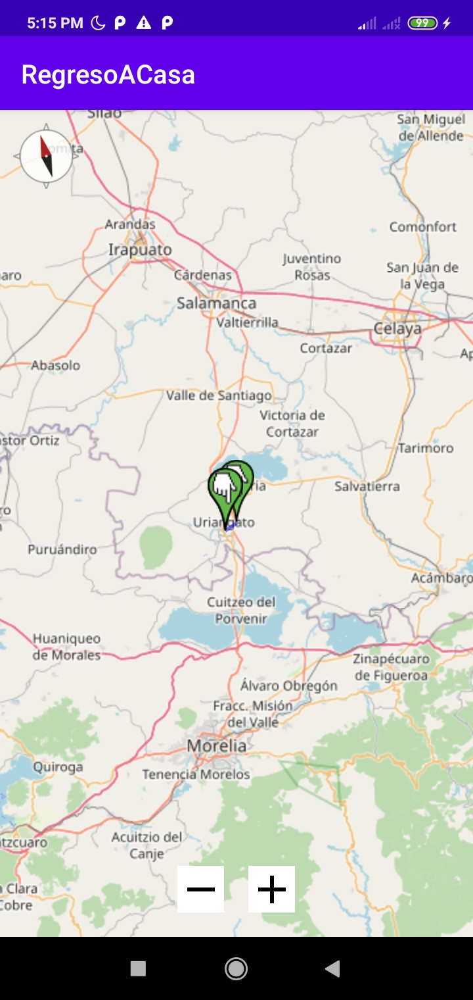 5:15 PM
99
RegresoACasa
Silao
San Miguel
de Allende
omita
Arandas
Irapuato
Comonfort
Juventino
Rosas
San Juan de
la Vega
aro
Cárdenas
Salamanca
Valtierrilla
Celaya
Cortazar
Ap
Abasolo
Valle de Santiago
Victoria de
Cortazar
stor Ortiz
Tarimoro
ria
Salvatierra
ro
Uriangato
Puruándiro
Acámbaro
Cuitzeo del
Porvenir
Huaniqueo
de Morales
Zinapécuaro
de Figueroa
Álvaro Obregón
Fracc. Misión
del Valle
Morelia
Quiroga
Tenencia Morelos
tzcuaro
Acuitzio del
Canje
a Clara
Cobre